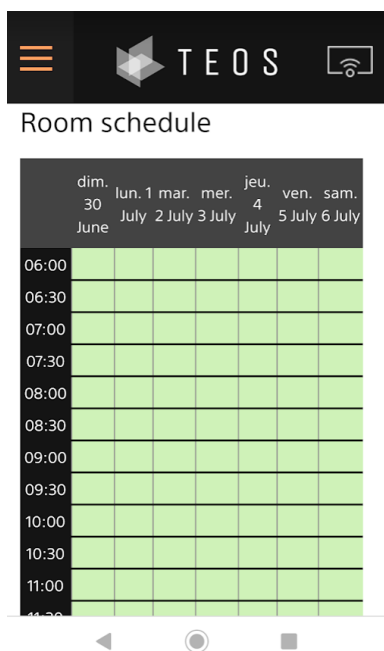 TEOS
Room schedule
dim. 30 June
lun. 1 July
mar. 2 July
mer. 3 July
jeu. 4 July
ven. 5 July
sam. 6 July
06:00
06:30
07:00
07:30
08:00
08:30
09:00
09:30
10:00
10:30
11:00